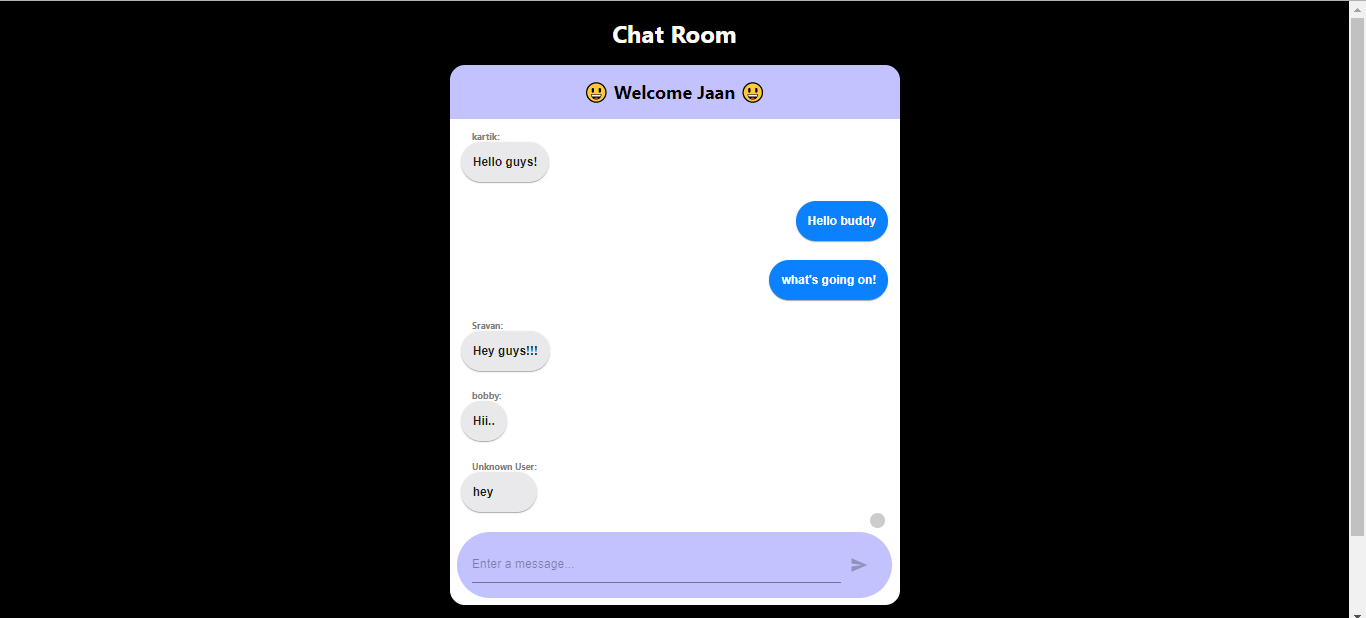 Chat Room
😃 Welcome Jaan 😃
kartik:
Hello guys!
Hello buddy
what's going on!
Sravan:
Hey guys!!!
bobby:
Hii..
Unknown User:
hey
Enter a message...